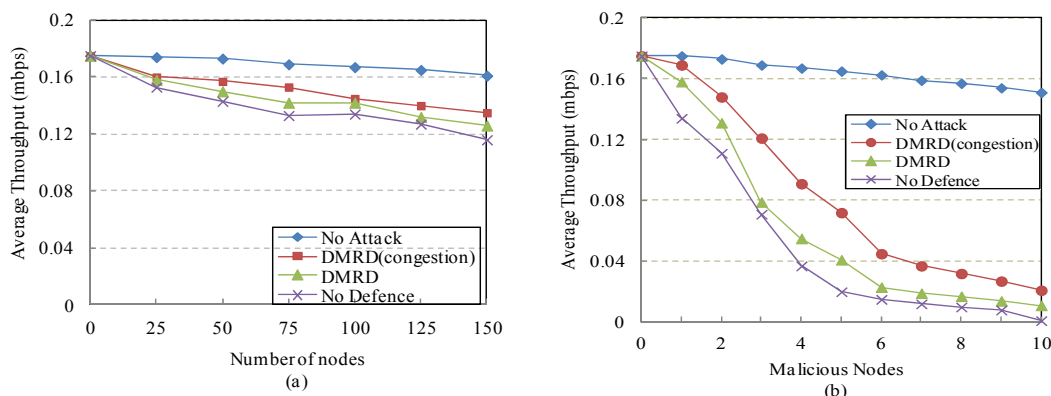 0.2
0.16
0.12
0.08
0.04
0
Average Throughput (mbps)
No Attack
DMRD(congestion)
DMRD
No Defence
0 25 50 75 100 125 150
Number of nodes
(a)
0.2
0.16
0.12
0.08
0.04
0
Average Throughput (mbps)
No Attack
DMRD(congestion)
DMRD
No Defence
0 2 4 6 8 10
Malicious Nodes
(b)